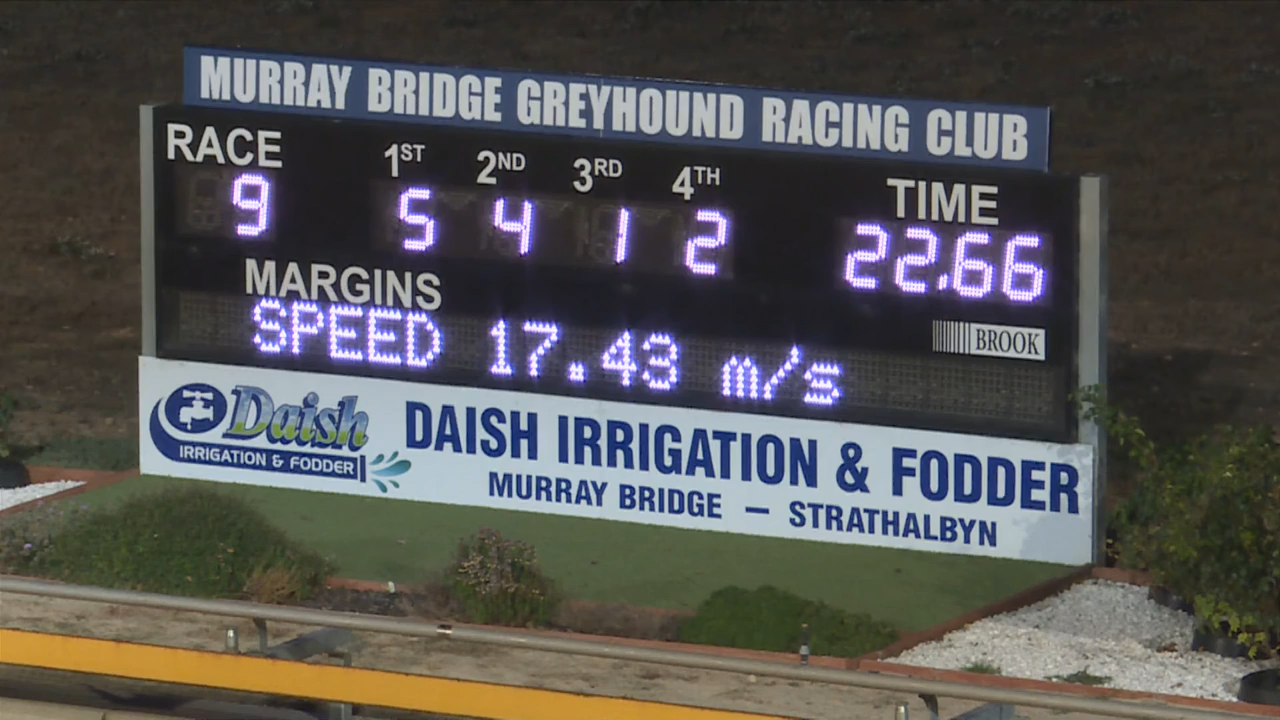 MURRAY BRIDGE GREYHOUND RACING CLUB
RACE 1ST 2ND 3RD 4TH TIME
9 5 4 1 2 22.66
MARGINS
SPEED 17.43 m/s
BROOK
Daish
IRRIGATION & FODDER
DAISH IRRIGATION & FODDER
MURRAY BRIDGE — STRATHALBYN